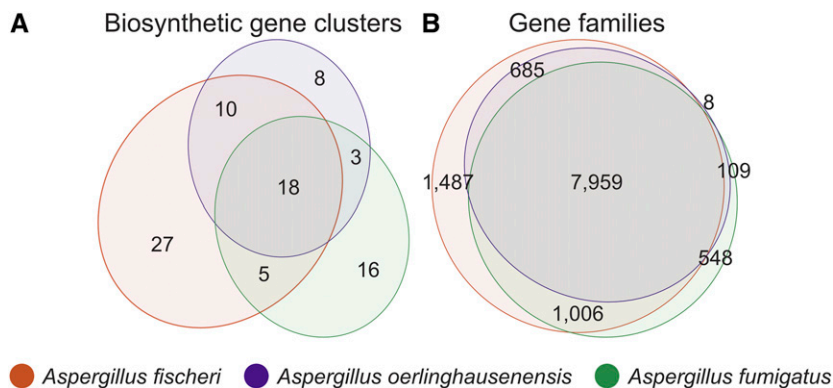 A Biosynthetic gene clusters
B Gene families
8
10
3
18
27
5
16
685
8
109
1,487
7,959
548
1,006
Aspergillus fischeri
Aspergillus oerlinghausenensis
Aspergillus fumigatus